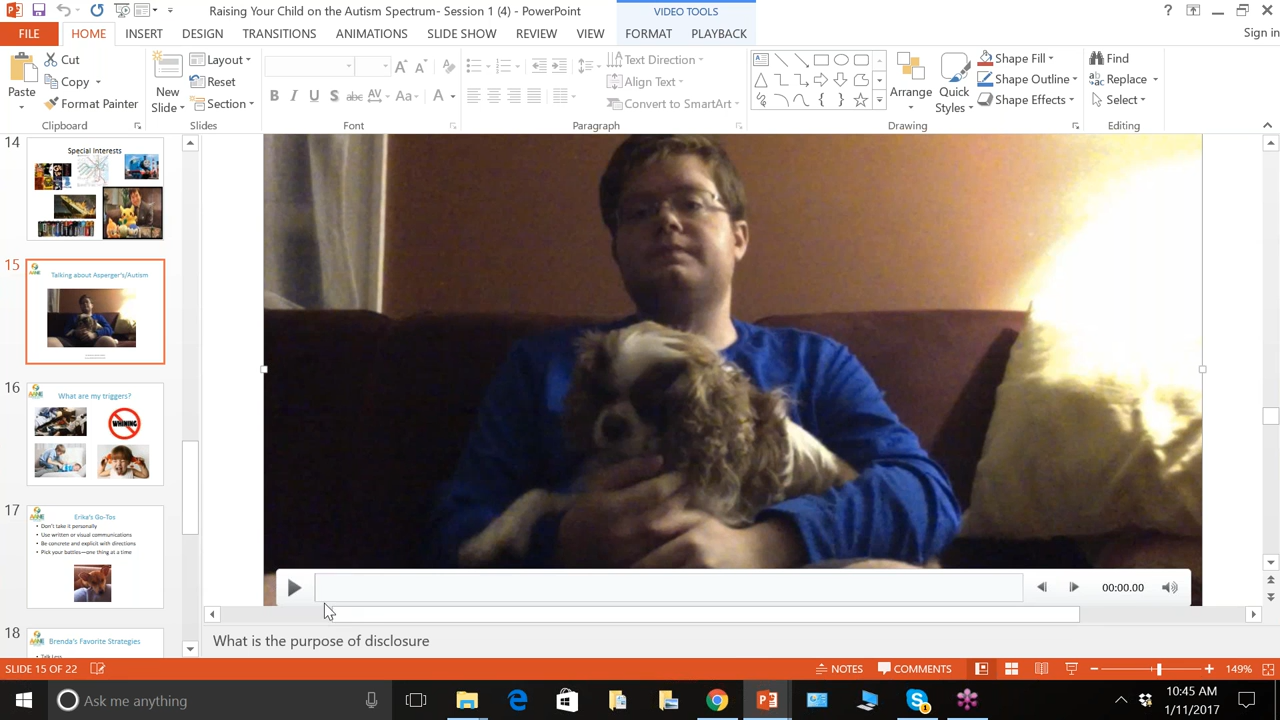 Raising Your Child on the Autism Spectrum- Session 1 (4) - PowerPoint
VIDEO TOOLS
?
FILE HOME INSERT DESIGN TRANSITIONS ANIMATIONS SLIDE SHOW REVIEW VIEW FORMAT PLAYBACK Sign in
Paste
Cut
Copy
Format Painter
Clipboard
New Slide
Layout
Reset
Section
Slides
B I U S abc AV Aa A
Font
Text Direction
Align Text
Convert to SmartArt
Paragraph
Arrange
Quick Styles
Shape Fill
Shape Outline
Shape Effects
Drawing
Find
Replace
Select
Editing
14
Special Interests
15
Talking about Asperger's/Autism
16
What are my triggers?
WHINING
17
Erika's Go-Tos
• Don't take it personally
• Use written or visual communications
• Be concrete and explicit with directions
• Pick your battles—one thing at a time
18
Brenda's Favorite Strategies
00:00.00
What is the purpose of disclosure
SLIDE 15 OF 22 NOTES COMMENTS 149%
Ask me anything
10:45 AM
1/11/2017